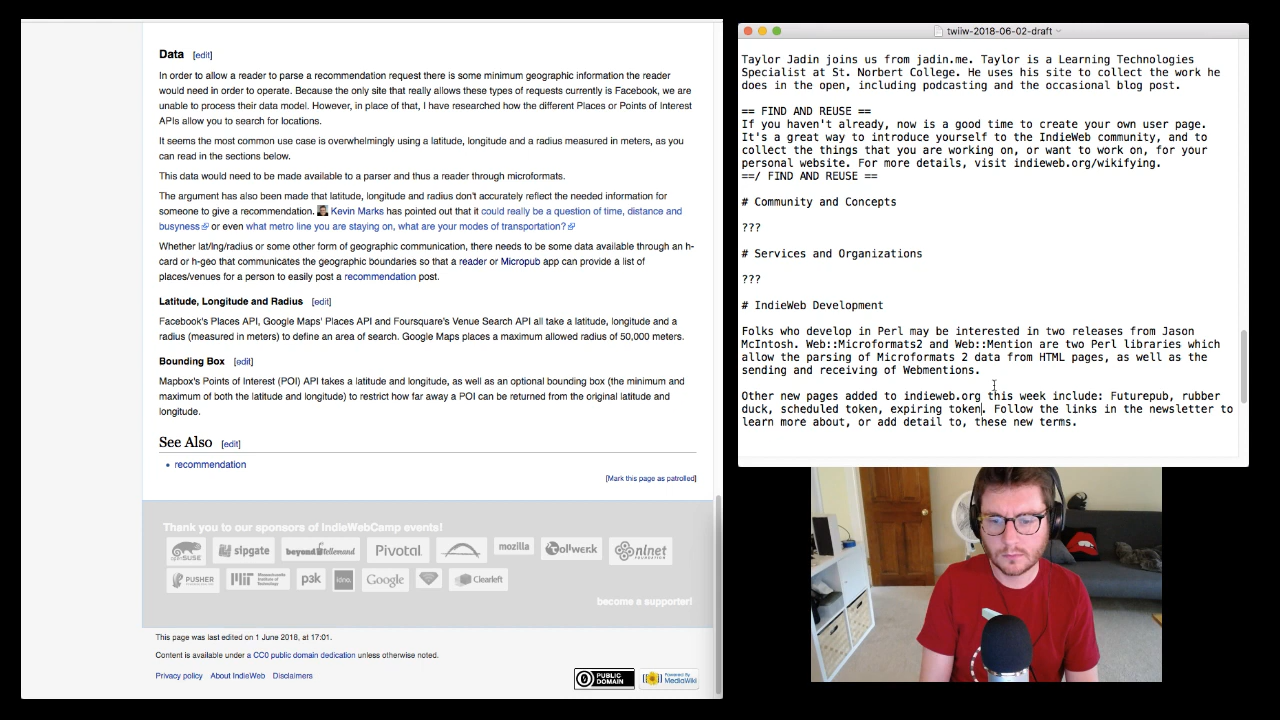 Data [edit]
In order to allow a reader to parse a recommendation request there is some minimum geographic information the reader
would need in order to operate. Because the only site that really allows these types of requests currently is Facebook, we are
unable to process their data model. However, in place of that, I have researched how the different Places or Points of Interest
APIs allow you to search for locations.
It seems the most common use case is overwhelmingly using a latitude, longitude and a radius measured in meters, as you
can read in the sections below.
This data would need to be made available to a parser and thus a reader through microformats.
The argument has also been made that latitude, longitude and radius don't accurately reflect the needed information for
someone to give a recommendation. Kevin Marks has pointed out that it could really be a question of time, distance and
busyness or even what metro line you are staying on, what are your modes of transportation?
Whether lat/lng/radius or some other form of geographic communication, there needs to be some data available through an h-
card or h-geo that communicates the geographic boundaries so that a reader or Micropub app can provide a list of
places/venues for a person to easily post a recommendation post.
Latitude, Longitude and Radius [edit]
Facebook's Places API, Google Maps' Places API and Foursquare's Venue Search API all take a latitude, longitude and a
radius (measured in meters) to define an area of search. Google Maps places a maximum allowed radius of 50,000 meters.
Bounding Box [edit]
Mapbox's Points of Interest (POI) API takes a latitude and longitude, as well as an optional bounding box (the minimum and
maximum of both the latitude and longitude) to restrict how far away a POI can be returned from the original latitude and
longitude.
See Also [edit]
• recommendation
[Mark this page as patrolled]
Thank you to our sponsors of IndieWebCamp events!
openSUSE sipgate beyond tellerrand Pivotal mozilla tollwerk nlnet FOUNDATION
PUSHER Massachusetts Institute of Technology p3k idno Google Clearleft
become a supporter!
This page was last edited on 1 June 2018, at 17:01.
Content is available under a CC0 public domain dedication unless otherwise noted.
Privacy policy About IndieWeb Disclaimers
PUBLIC DOMAIN Powered By MediaWiki
twiiw-2018-06-02-draft
Taylor Jadin joins us from jadin.me. Taylor is a Learning Technologies
Specialist at St. Norbert College. He uses his site to collect the work he
does in the open, including podcasting and the occasional blog post.
== FIND AND REUSE ==
If you haven't already, now is a good time to create your own user page.
It's a great way to introduce yourself to the IndieWeb community, and to
collect the things that you are working on, or want to work on, for your
personal website. For more details, visit indieweb.org/wikifying.
==/ FIND AND REUSE ==
# Community and Concepts
???
# Services and Organizations
???
# IndieWeb Development
Folks who develop in Perl may be interested in two releases from Jason
McIntosh. Web::Microformats2 and Web::Mention are two Perl libraries which
allow the parsing of Microformats 2 data from HTML pages, as well as the
sending and receiving of Webmentions.
Other new pages added to indieweb.org this week include: Futurepub, rubber
duck, scheduled token, expiring token. Follow the links in the newsletter to
learn more about, or add detail to, these new terms.